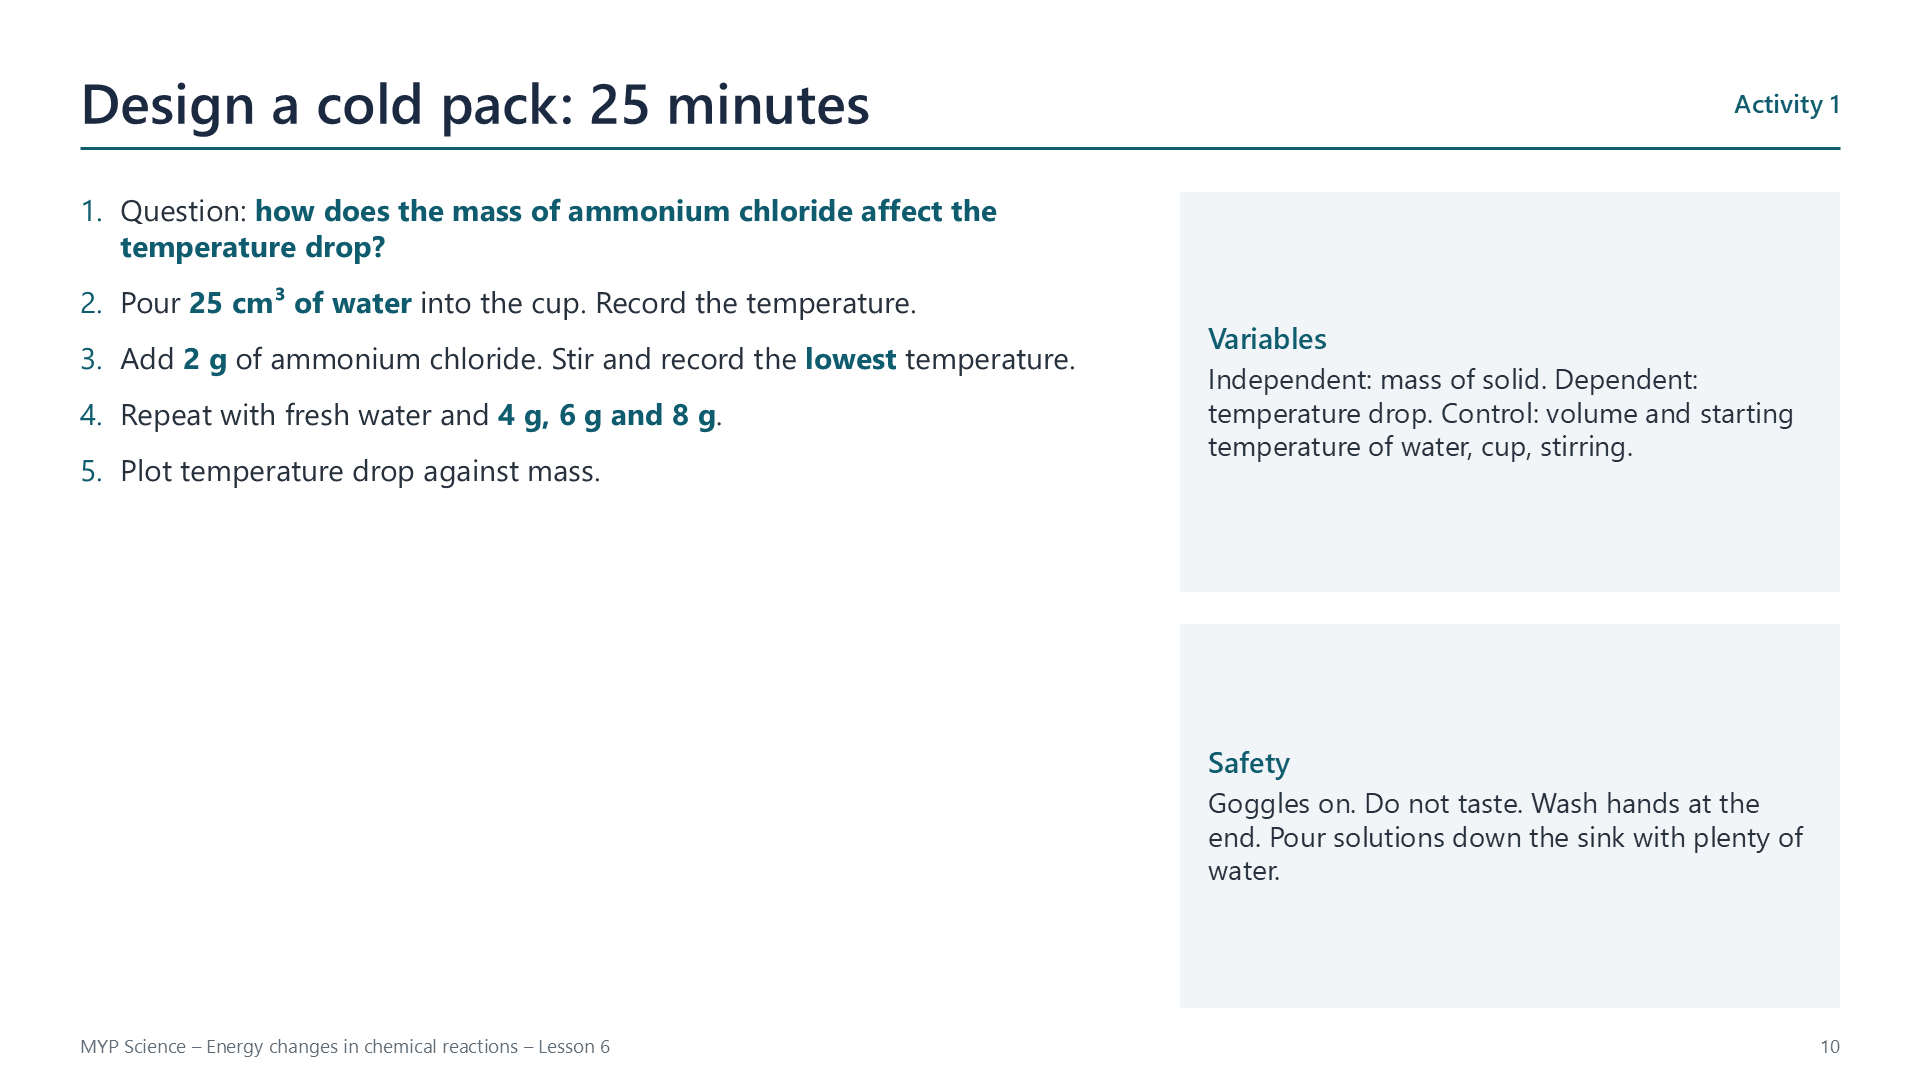 Design a cold pack: 25 minutes
Activity 1
1. Question: how does the mass of ammonium chloride affect the
temperature drop?
2. Pour 25 cm³ of water into the cup. Record the temperature.
3. Add 2 g of ammonium chloride. Stir and record the lowest temperature.
4. Repeat with fresh water and 4 g, 6 g and 8 g.
5. Plot temperature drop against mass.
Variables
Independent: mass of solid. Dependent:
temperature drop. Control: volume and starting
temperature of water, cup, stirring.
Safety
Goggles on. Do not taste. Wash hands at the
end. Pour solutions down the sink with plenty of
water.
MYP Science – Energy changes in chemical reactions – Lesson 6
10